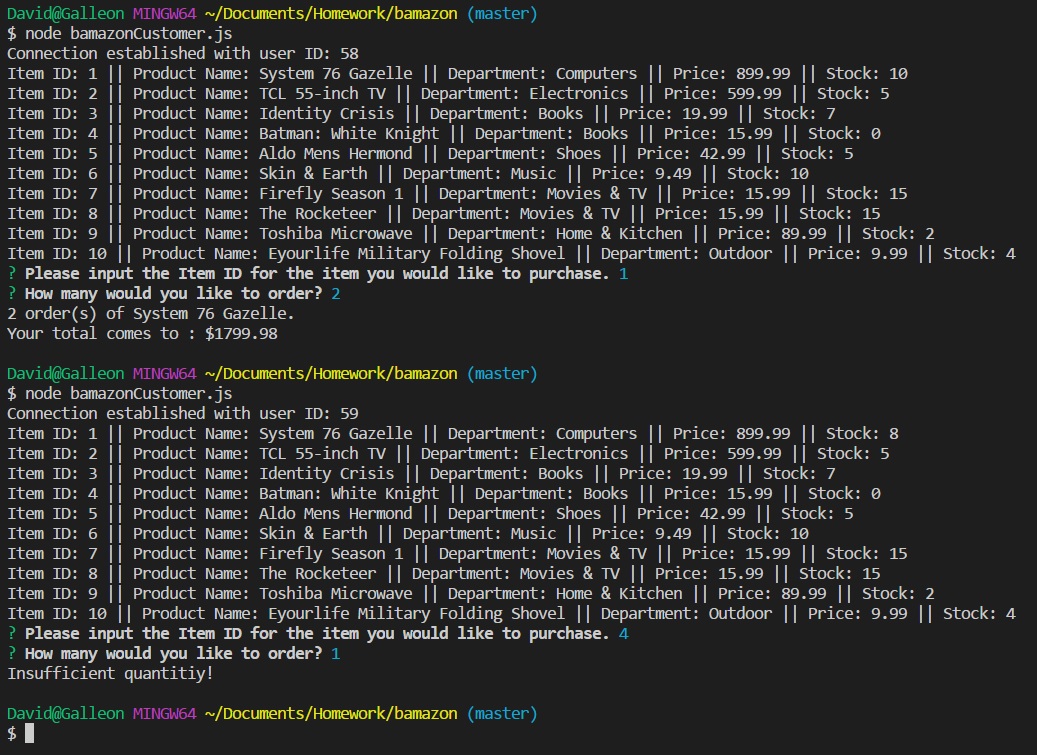 David@Galleon MINGW64 ~/Documents/Homework/bamazon (master)
$ node bamazonCustomer.js
Connection established with user ID: 58
Item ID: 1 || Product Name: System 76 Gazelle || Department: Computers || Price: 899.99 || Stock: 10
Item ID: 2 || Product Name: TCL 55-inch TV || Department: Electronics || Price: 599.99 || Stock: 5
Item ID: 3 || Product Name: Identity Crisis || Department: Books || Price: 19.99 || Stock: 7
Item ID: 4 || Product Name: Batman: White Knight || Department: Books || Price: 15.99 || Stock: 0
Item ID: 5 || Product Name: Aldo Mens Hermond || Department: Shoes || Price: 42.99 || Stock: 5
Item ID: 6 || Product Name: Skin & Earth || Department: Music || Price: 9.49 || Stock: 10
Item ID: 7 || Product Name: Firefly Season 1 || Department: Movies & TV || Price: 15.99 || Stock: 15
Item ID: 8 || Product Name: The Rocketeer || Department: Movies & TV || Price: 15.99 || Stock: 15
Item ID: 9 || Product Name: Toshiba Microwave || Department: Home & Kitchen || Price: 89.99 || Stock: 2
Item ID: 10 || Product Name: Eyourlife Military Folding Shovel || Department: Outdoor || Price: 9.99 || Stock: 4
? Please input the Item ID for the item you would like to purchase. 1
? How many would you like to order? 2
2 order(s) of System 76 Gazelle.
Your total comes to : $1799.98
David@Galleon MINGW64 ~/Documents/Homework/bamazon (master)
$ node bamazonCustomer.js
Connection established with user ID: 59
Item ID: 1 || Product Name: System 76 Gazelle || Department: Computers || Price: 899.99 || Stock: 8
Item ID: 2 || Product Name: TCL 55-inch TV || Department: Electronics || Price: 599.99 || Stock: 5
Item ID: 3 || Product Name: Identity Crisis || Department: Books || Price: 19.99 || Stock: 7
Item ID: 4 || Product Name: Batman: White Knight || Department: Books || Price: 15.99 || Stock: 0
Item ID: 5 || Product Name: Aldo Mens Hermond || Department: Shoes || Price: 42.99 || Stock: 5
Item ID: 6 || Product Name: Skin & Earth || Department: Music || Price: 9.49 || Stock: 10
Item ID: 7 || Product Name: Firefly Season 1 || Department: Movies & TV || Price: 15.99 || Stock: 15
Item ID: 8 || Product Name: The Rocketeer || Department: Movies & TV || Price: 15.99 || Stock: 15
Item ID: 9 || Product Name: Toshiba Microwave || Department: Home & Kitchen || Price: 89.99 || Stock: 2
Item ID: 10 || Product Name: Eyourlife Military Folding Shovel || Department: Outdoor || Price: 9.99 || Stock: 4
? Please input the Item ID for the item you would like to purchase. 4
? How many would you like to order? 1
Insufficient quantitiy!
David@Galleon MINGW64 ~/Documents/Homework/bamazon (master)
$